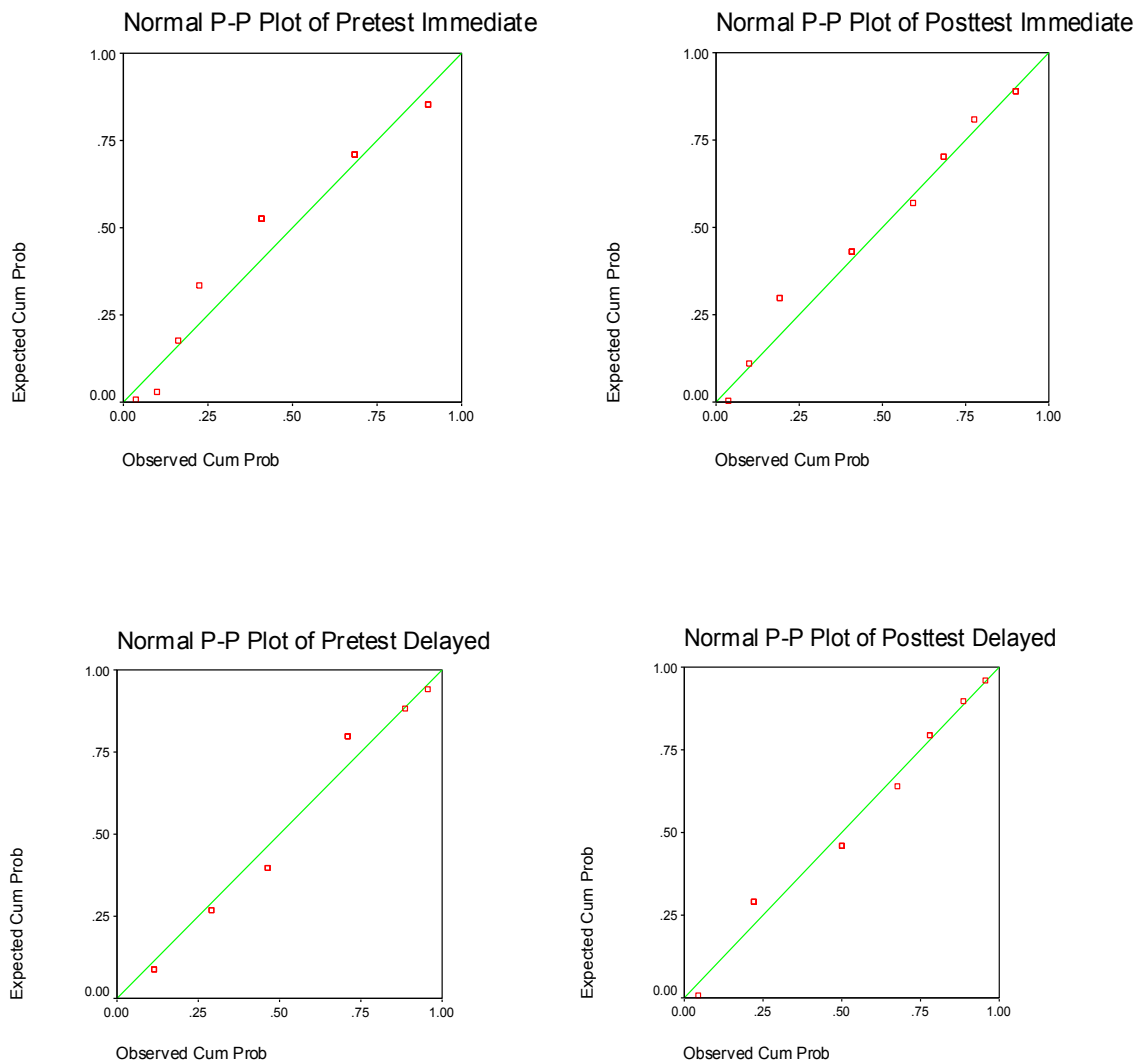 Normal P-P Plot of Pretest Immediate
1.00
.75
.50
.25
0.00
Expected Cum Prob
0.00 .25 .50 .75 1.00
Observed Cum Prob
Normal P-P Plot of Posttest Immediate
1.00
.75
.50
.25
0.00
Expected Cum Prob
0.00 .25 .50 .75 1.00
Observed Cum Prob
Normal P-P Plot of Pretest Delayed
1.00
.75
.50
.25
0.00
Expected Cum Prob
0.00 .25 .50 .75 1.00
Observed Cum Prob
Normal P-P Plot of Posttest Delayed
1.00
.75
.50
.25
0.00
Expected Cum Prob
0.00 .25 .50 .75 1.00
Observed Cum Prob